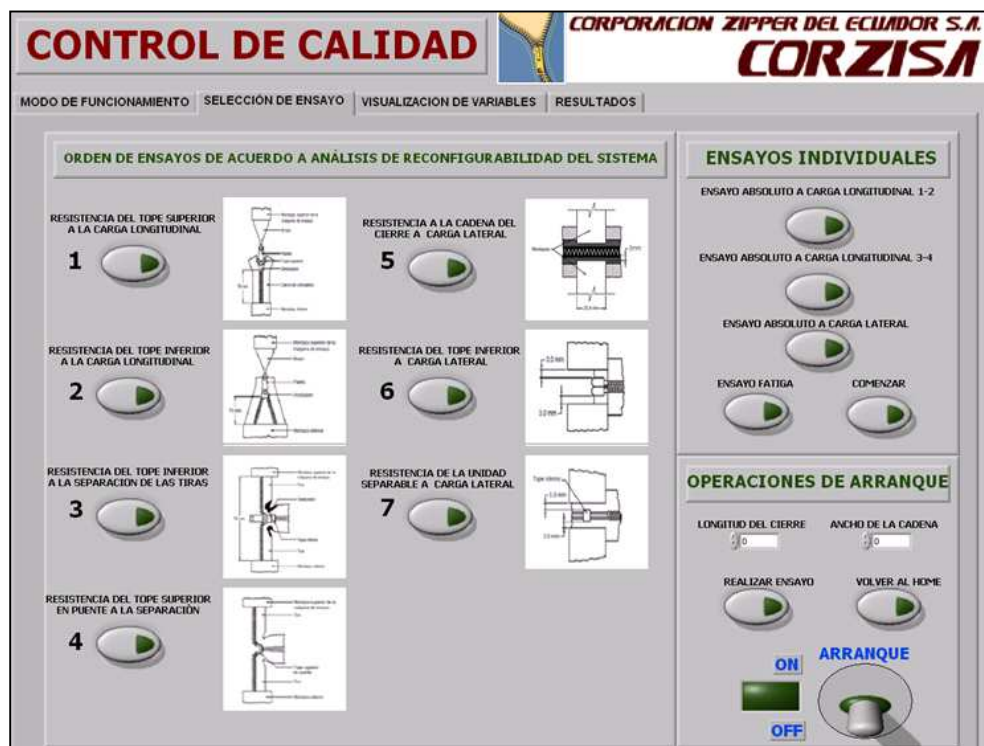 CONTROL DE CALIDAD
CORPORACION ZIPPER DEL ECUADOR S.A.
CORZISA
MODO DE FUNCIONAMIENTO
SELECCIÓN DE ENSAYO
VISUALIZACION DE VARIABLES
RESULTADOS
ORDEN DE ENSAYOS DE ACUERDO A ANÁLISIS DE RECONFIGURABILIDAD DEL SISTEMA
RESISTENCIA DEL TOPE SUPERIOR
A LA CARGA LONGITUDINAL
1
RESISTENCIA DEL TOPE INFERIOR
A LA CARGA LONGITUDINAL
2
RESISTENCIA DEL TOPE INFERIOR
A LA SEPARACION DE LAS TIRAS
3
RESISTENCIA DEL TOPE SUPERIOR
EN PUENTE A LA SEPARACIÒN
4
RESISTENCIA A LA CADENA DEL
CIERRE A CARGA LATERAL
5
RESISTENCIA DEL TOPE INFERIOR
A CARGA LATERAL
6
RESISTENCIA DE LA UNIDAD
SEPARABLE A CARGA LATERAL
7
ENSAYOS INDIVIDUALES
ENSAYO ABSOLUTO A CARGA LONGITUDINAL 1-2
ENSAYO ABSOLUTO A CARGA LONGITUDINAL 3-4
ENSAYO ABSOLUTO A CARGA LATERAL
ENSAYO FATIGA
COMENZAR
OPERACIONES DE ARRANQUE
LONGITUD DEL CIERRE
0
ANCHO DE LA CADENA
0
REALIZAR ENSAYO
VOLVER AL HOME
ON
ARRANQUE
OFF